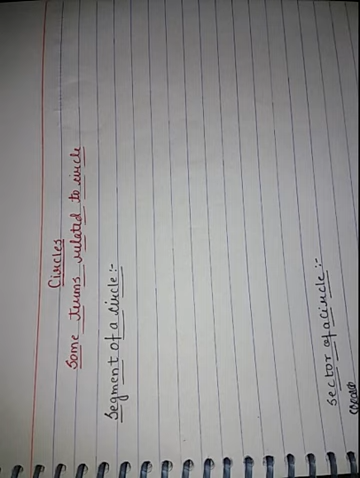 Circles
Some terms related to circle
Segment of a circle:-
Sector of a circle:-